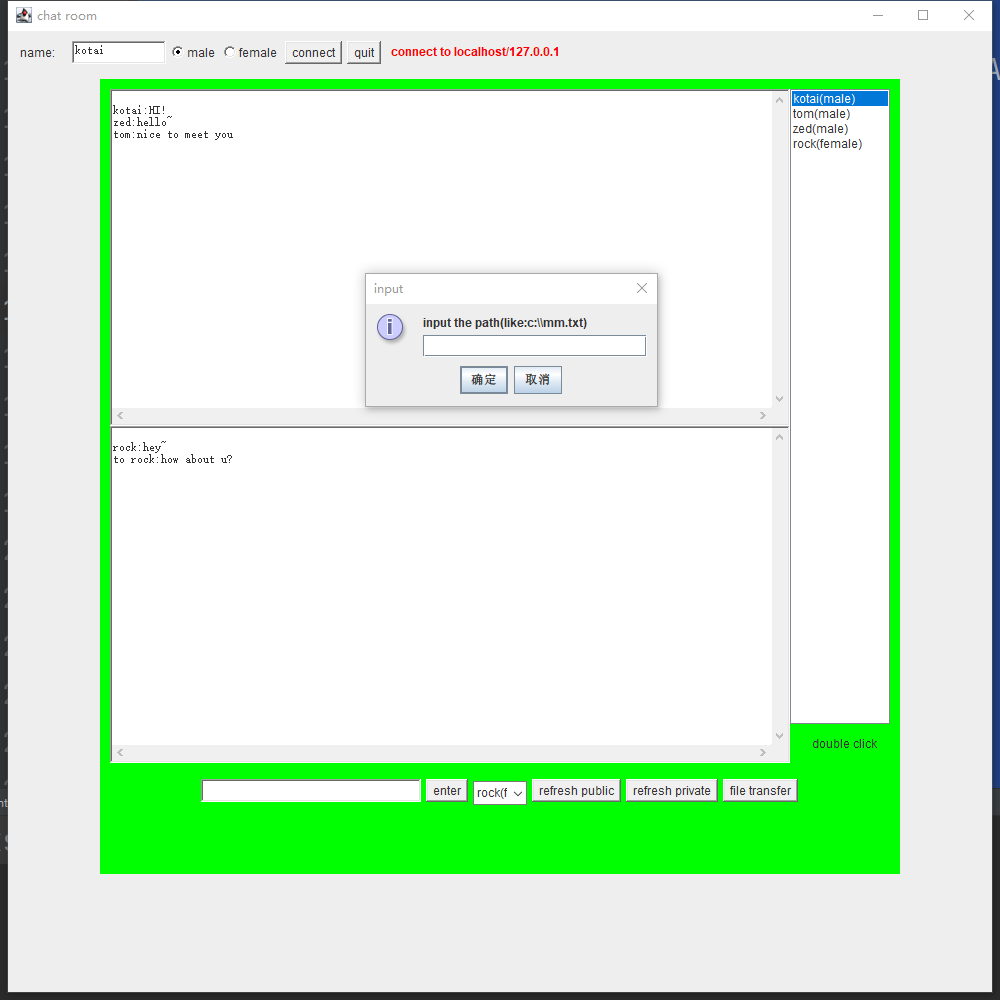 chat room
name: kotai male female connect quit connect to localhost/127.0.0.1
kotai:HI!
zed:hello~
tom:nice to meet you
kotai(male)
tom(male)
zed(male)
rock(female)
input
input the path(like:c:\\mm.txt)
确定 取消
rock:hey~
to rock:how about u?
double click
enter rock(f refresh public refresh private file transfer